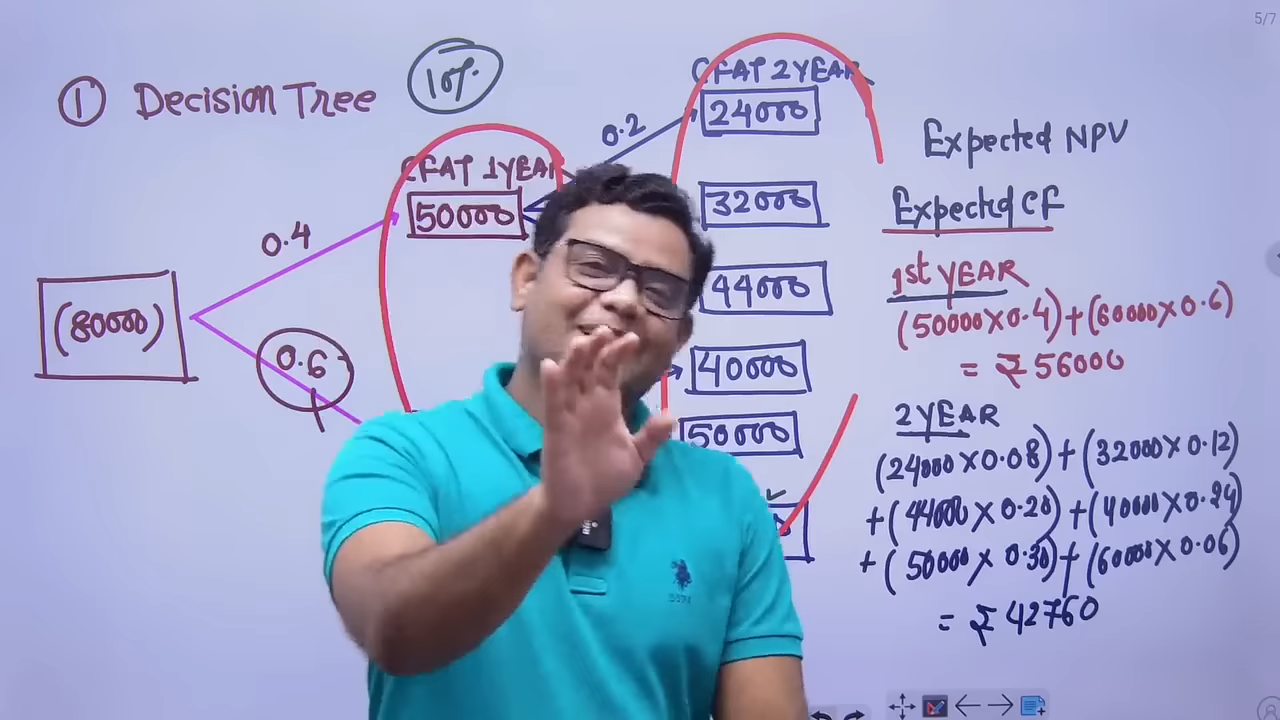 5/7
① Decision Tree
10%
CFAT 1YEAR
CFAT 2YEAR
(80000)
0.4
0.6
50000
0.2
24000
32000
44000
40000
50000
Expected NPV
Expected CF
1st YEAR
(50000×0.4)+(60000×0.6)
= ₹56000
2YEAR
(24000×0.08)+(32000×0.12)
+(44000×0.20)+(40000×0.24)
+(50000×0.30)+(60000×0.06)
= ₹42760